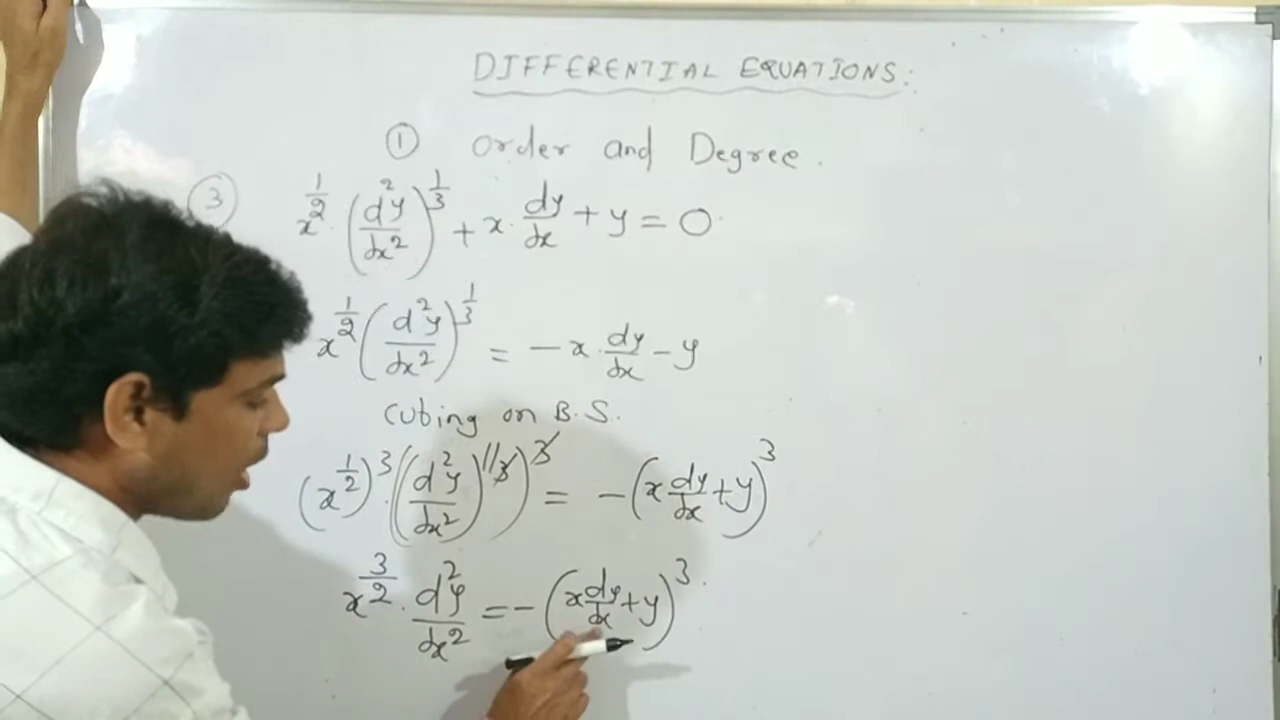 DIFFERENTIAL EQUATIONS:
① Order and Degree.
③ x^{1/2}·(d²y/dx²)^{1/3} + x·dy/dx + y = 0
x^{1/2}(d²y/dx²)^{1/3} = -x·dy/dx - y
Cubing on B.S.
(x^{1/2})^3·((d²y/dx²)^{1/3})^3 = -(x dy/dx + y)^3
x^{3/2}·d²y/dx² = -(x dy/dx + y)^3.